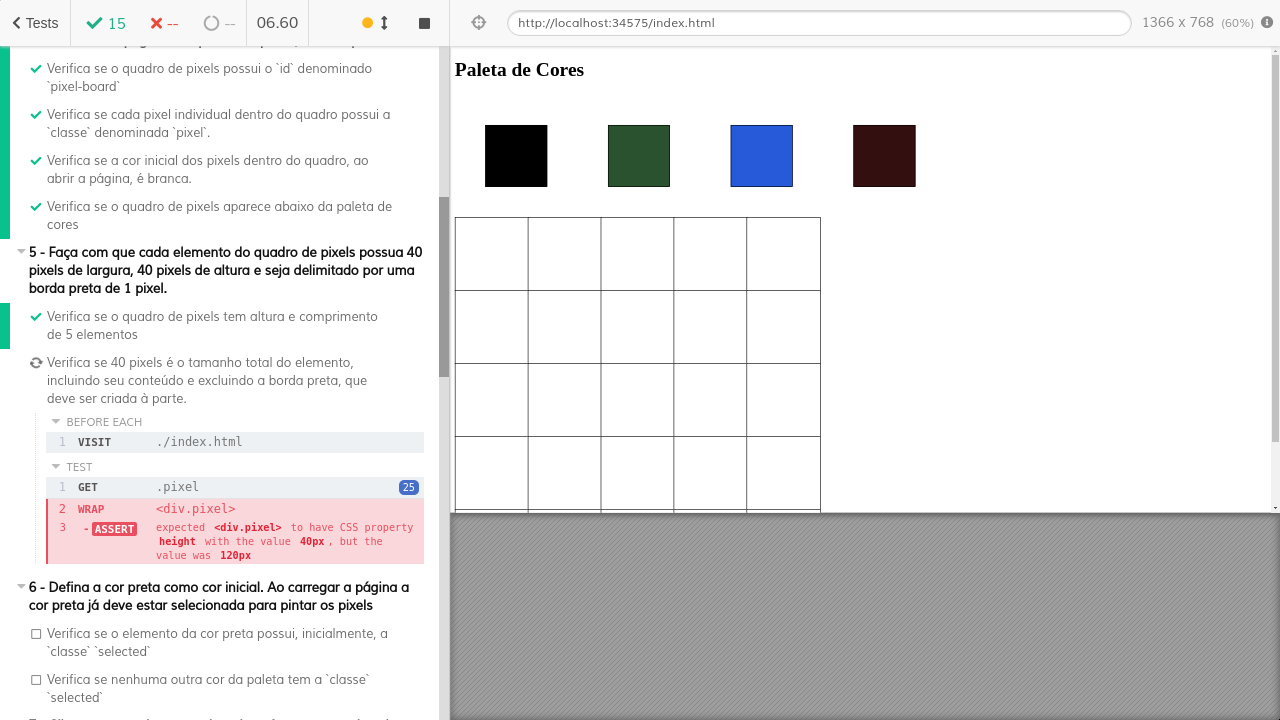 Tests
15
--
--
06.60
http://localhost:34575/index.html
1366 x 768 (60%)
Verifica se o quadro de pixels possui o `id` denominado
`pixel-board`
Verifica se cada pixel individual dentro do quadro possui a
`classe` denominada `pixel`.
Verifica se a cor inicial dos pixels dentro do quadro, ao
abrir a página, é branca.
Verifica se o quadro de pixels aparece abaixo da paleta de
cores
5 - Faça com que cada elemento do quadro de pixels possua 40
pixels de largura, 40 pixels de altura e seja delimitado por uma
borda preta de 1 pixel.
Verifica se o quadro de pixels tem altura e comprimento
de 5 elementos
Verifica se 40 pixels é o tamanho total do elemento,
incluindo seu conteúdo e excluindo a borda preta, que
deve ser criada à parte.
BEFORE EACH
1 VISIT ./index.html
TEST
1 GET .pixel 25
2 WRAP <div.pixel>
3 -ASSERT expected <div.pixel> to have CSS property
height with the value 40px, but the
value was 120px
6 - Defina a cor preta como cor inicial. Ao carregar a página a
cor preta já deve estar selecionada para pintar os pixels
Verifica se o elemento da cor preta possui, inicialmente, a
`classe` `selected`
Verifica se nenhuma outra cor da paleta tem a `classe`
`selected`
Paleta de Cores